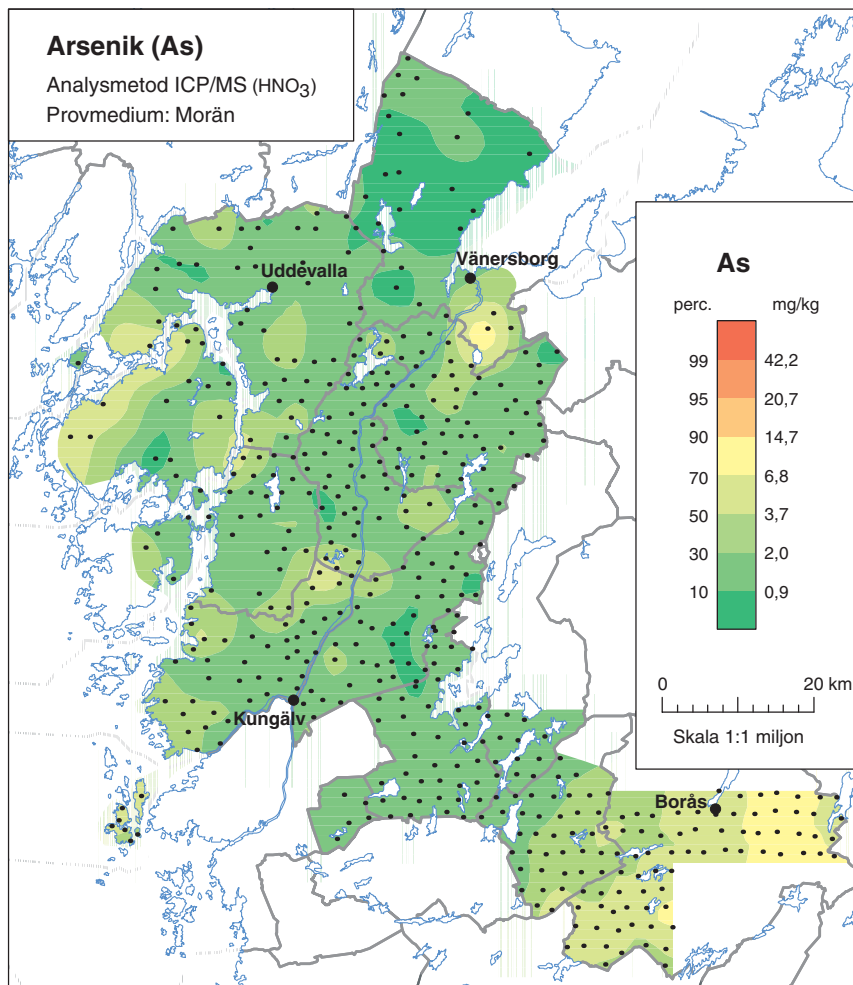 Arsenik (As)
Analysmetod ICP/MS (HNO3)
Provmedium: Morän
Vänersborg
Uddevalla
Kungälv
Borås
As
perc. mg/kg
99 42,2
95 20,7
90 14,7
70 6,8
50 3,7
30 2,0
10 0,9
0 20 km
Skala 1:1 miljon